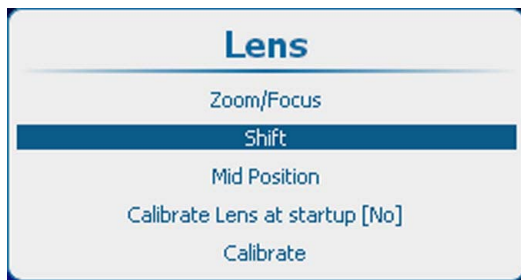 Lens
Zoom/Focus
Shift
Mid Position
Calibrate Lens at startup [No]
Calibrate